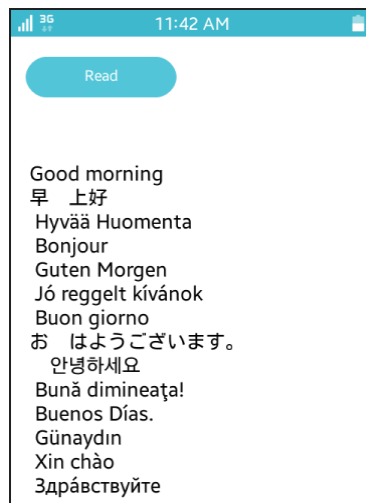 3G
11:42 AM
Read
Good morning
早 上好
Hyvää Huomenta
Bonjour
Guten Morgen
Jó reggelt kívánok
Buon giorno
お はようございます。
안녕하세요
Bună dimineaţa!
Buenos Días.
Günaydın
Xin chào
Здрáвствуйте